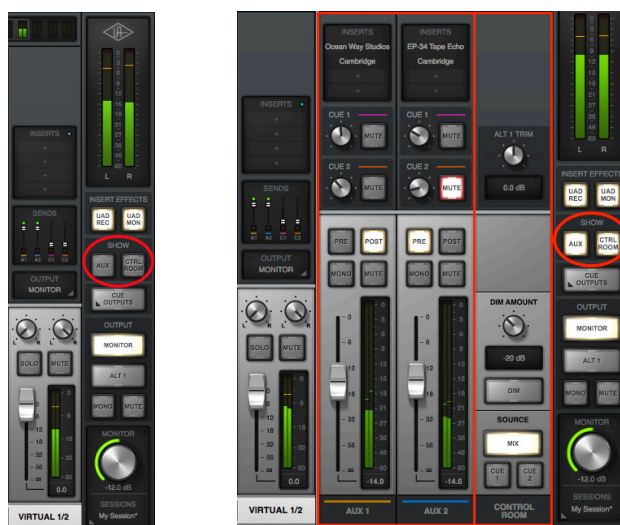 INSERTS
SENDS
A1 A2 C1 C2
OUTPUT
MONITOR
L R
SOLO MUTE
0.0
VIRTUAL 1/2
L R
INSERT EFFECTS
UAD REC
UAD MON
SHOW
AUX
CTRL ROOM
CUE OUTPUTS
OUTPUT
MONITOR
ALT 1
MONO MUTE
MONITOR
-12.0 dB
SESSIONS
My Session*
INSERTS
SENDS
A1 A2 C1 C2
OUTPUT
MONITOR
L R
SOLO MUTE
0.0
VIRTUAL 1/2
INSERTS
Ocean Way Studios
Cambridge
CUE 1
MUTE
CUE 2
MUTE
PRE POST
MONO MUTE
-14.9
AUX 1
INSERTS
EP-34 Tape Echo
Cambridge
CUE 1
MUTE
CUE 2
MUTE
PRE POST
MONO MUTE
-14.6
AUX 2
ALT 1 TRIM
0.0 dB
DIM AMOUNT
-20 dB
DIM
SOURCE
MIX
CUE 1
CUE 2
CONTROL ROOM
L R
INSERT EFFECTS
UAD REC
UAD MON
SHOW
AUX
CTRL ROOM
CUE OUTPUTS
OUTPUT
MONITOR
ALT 1
MONO MUTE
MONITOR
-12.0 dB
SESSIONS
My Session*